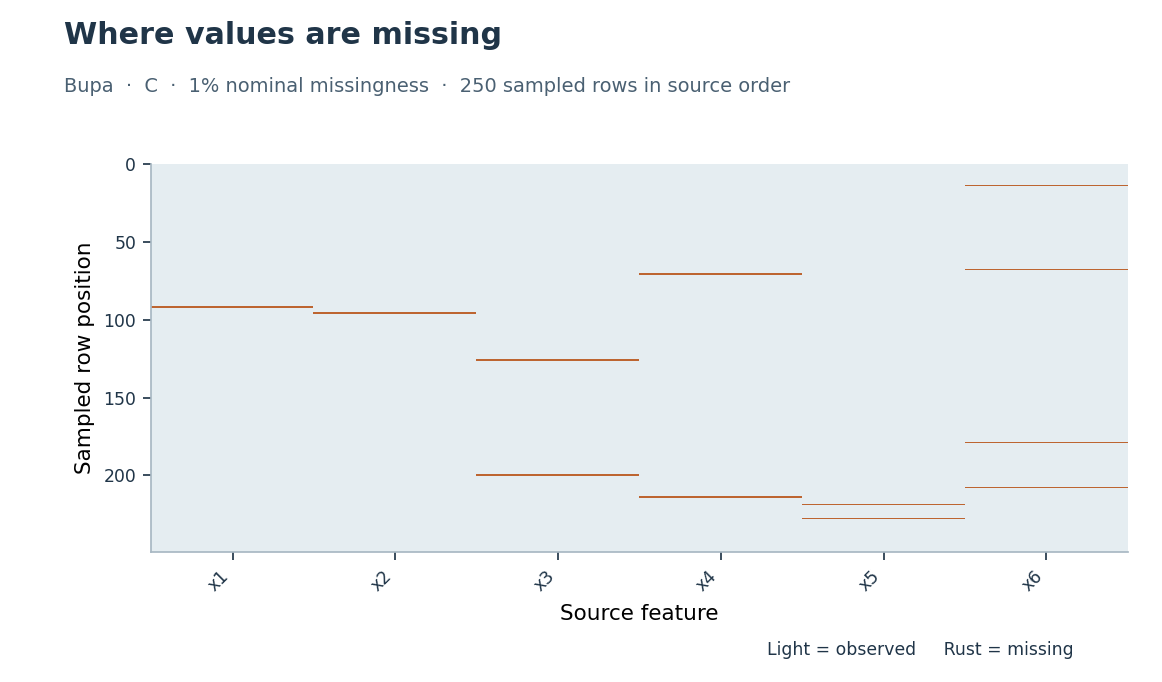 Where values are missing
Bupa · C · 1% nominal missingness · 250 sampled rows in source order
0
50
100
150
200
Sampled row position
x1 x2 x3 x4 x5 x6
Source feature
Light = observed Rust = missing